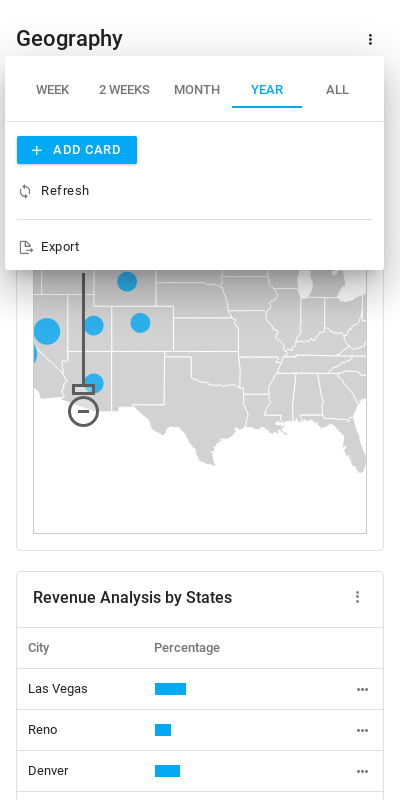 Geography
WEEK 2 WEEKS MONTH YEAR ALL
ADD CARD
Refresh
Export
Revenue Analysis by States
City Percentage
Las Vegas
Reno
Denver